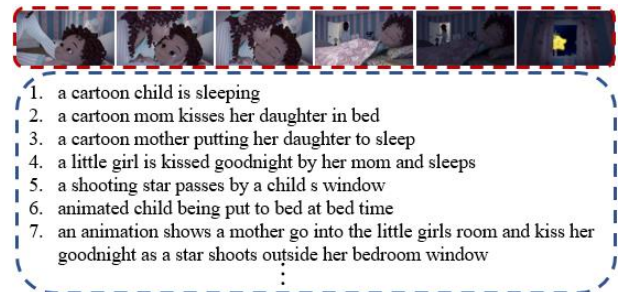 1. a cartoon child is sleeping
2. a cartoon mom kisses her daughter in bed
3. a cartoon mother putting her daughter to sleep
4. a little girl is kissed goodnight by her mom and sleeps
5. a shooting star passes by a child s window
6. animated child being put to bed at bed time
7. an animation shows a mother go into the little girls room and kiss her
goodnight as a star shoots outside her bedroom window
⋮